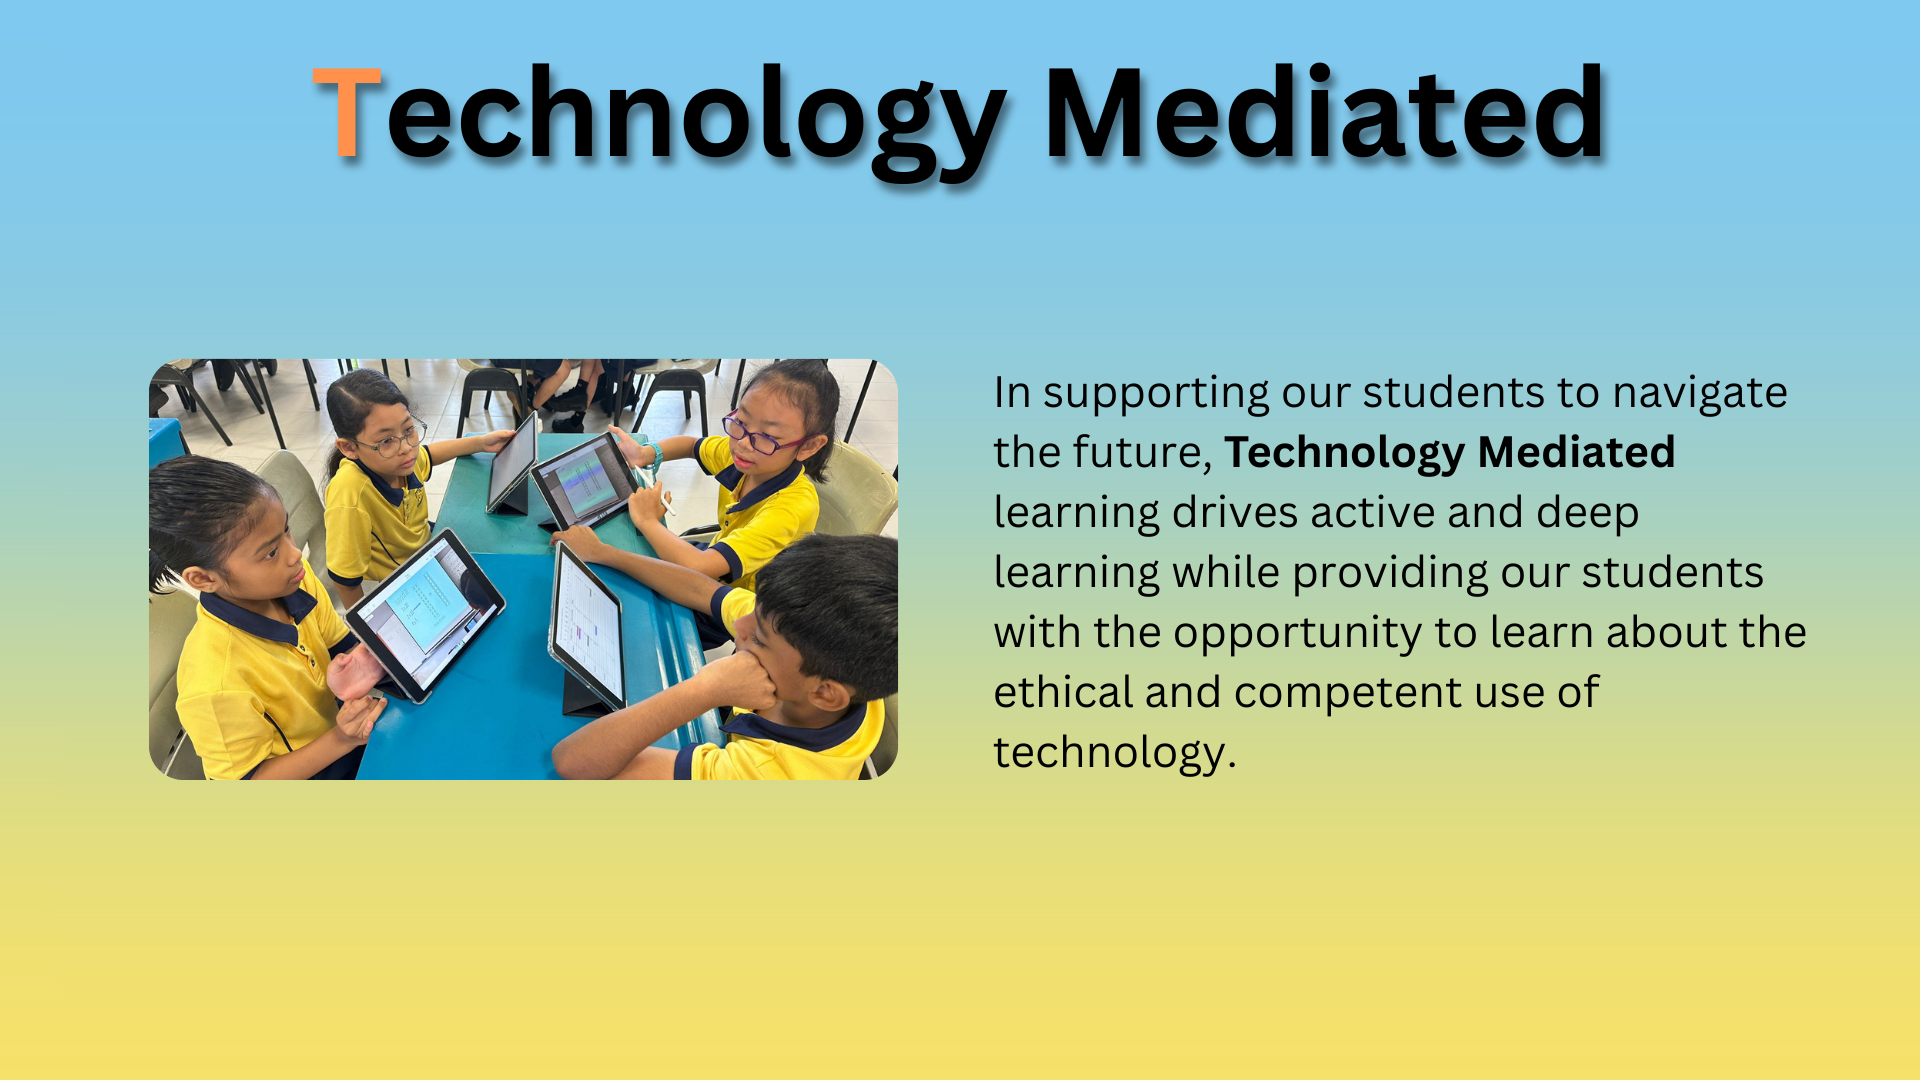 Technology Mediated
In supporting our students to navigate
the future, Technology Mediated
learning drives active and deep
learning while providing our students
with the opportunity to learn about the
ethical and competent use of
technology.